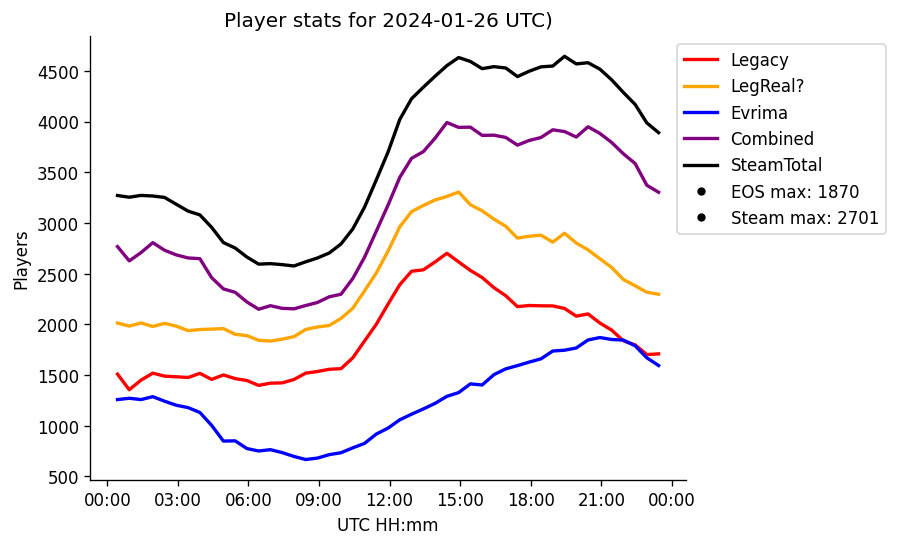 Player stats for 2024-01-26 UTC)
Legacy
LegReal?
Evrima
Combined
SteamTotal
EOS max: 1870
Steam max: 2701
Players
4500
4000
3500
3000
2500
2000
1500
1000
500
00:00 03:00 06:00 09:00 12:00 15:00 18:00 21:00 00:00
UTC HH:mm